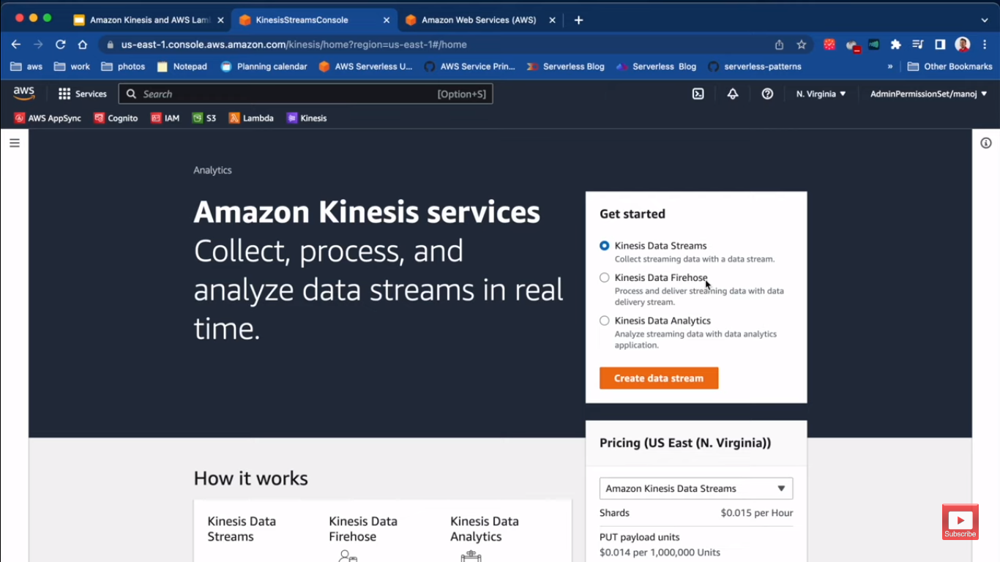 Amazon Kinesis and AWS Lam
KinesisStreamsConsole
Amazon Web Services (AWS)
us-east-1.console.aws.amazon.com/kinesis/home?region=us-east-1#/home
aws
work
photos
Notepad
Planning calendar
AWS Serverless U...
AWS Service Prin...
Serverless Blog
Serverless Blog
serverless-patterns
»
Other Bookmarks
aws
Services
Search
[Option+S]
N. Virginia
AdminPermissionSet/manoj
AWS AppSync
Cognito
IAM
S3
Lambda
Kinesis
Analytics
Amazon Kinesis services
Collect, process, and
analyze data streams in real
time.
Get started
Kinesis Data Streams
Collect streaming data with a data stream.
Kinesis Data Firehose
Process and deliver streaming data with data
delivery stream.
Kinesis Data Analytics
Analyze streaming data with data analytics
application.
Create data stream
Pricing (US East (N. Virginia))
Amazon Kinesis Data Streams
Shards $0.015 per Hour
PUT payload units
$0.014 per 1,000,000 Units
How it works
Kinesis Data
Streams
Kinesis Data
Firehose
Kinesis Data
Analytics
Subscribe